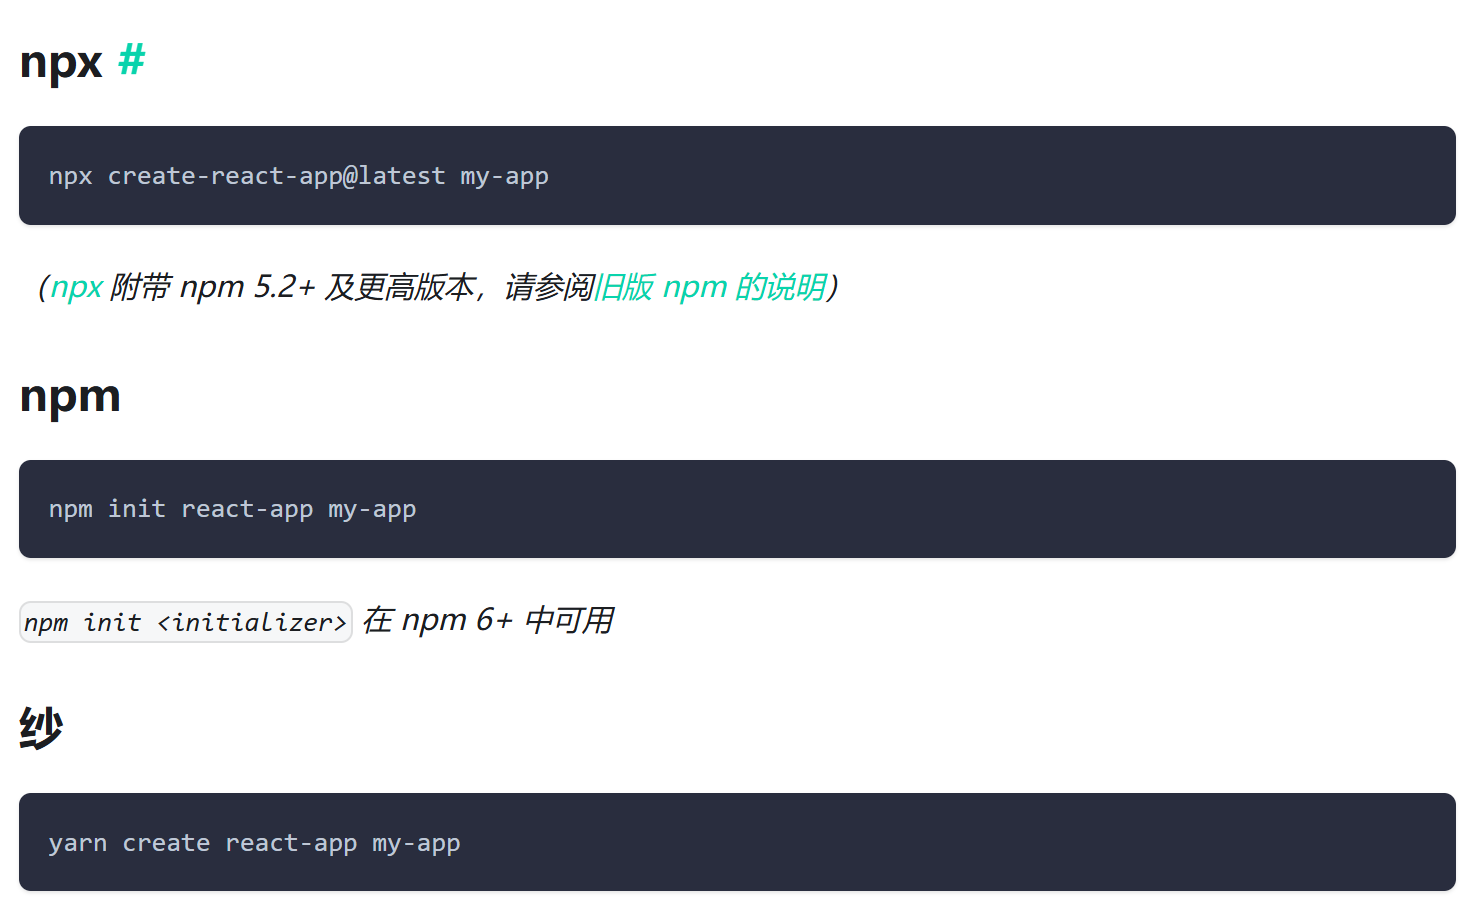 npx #
npx create-react-app@latest my-app
（npx 附带 npm 5.2+ 及更高版本，请参阅旧版 npm 的说明）
npm
npm init react-app my-app
npm init <initializer> 在 npm 6+ 中可用
纱
yarn create react-app my-app